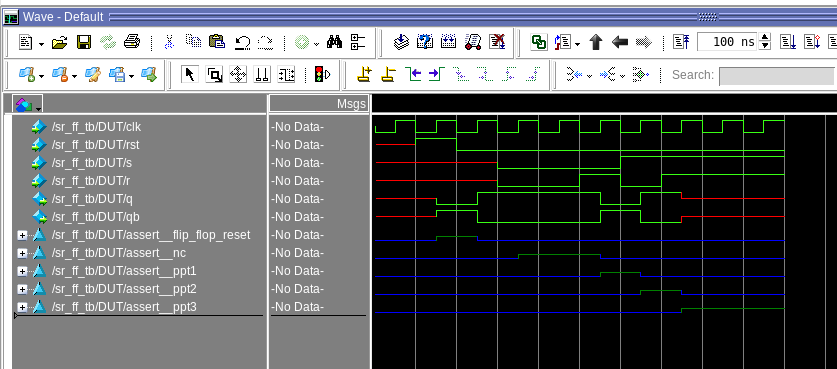 Wave - Default
100 ns
Search:
Msgs
/sr_ff_tb/DUT/clk -No Data-
/sr_ff_tb/DUT/rst -No Data-
/sr_ff_tb/DUT/s -No Data-
/sr_ff_tb/DUT/r -No Data-
/sr_ff_tb/DUT/q -No Data-
/sr_ff_tb/DUT/qb -No Data-
/sr_ff_tb/DUT/assert__flip_flop_reset -No Data-
/sr_ff_tb/DUT/assert__nc -No Data-
/sr_ff_tb/DUT/assert__ppt1 -No Data-
/sr_ff_tb/DUT/assert__ppt2 -No Data-
/sr_ff_tb/DUT/assert__ppt3 -No Data-